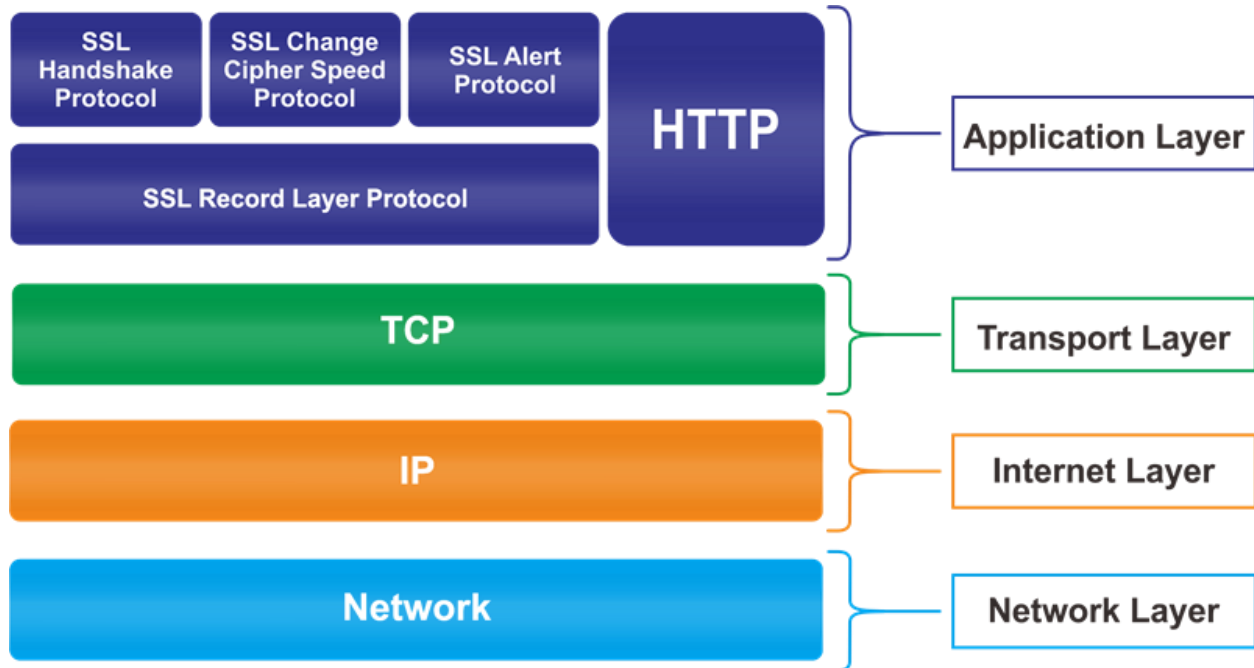 SSL
Handshake
Protocol
SSL Change
Cipher Speed
Protocol
SSL Alert
Protocol
HTTP
SSL Record Layer Protocol
Application Layer
TCP
Transport Layer
IP
Internet Layer
Network
Network Layer